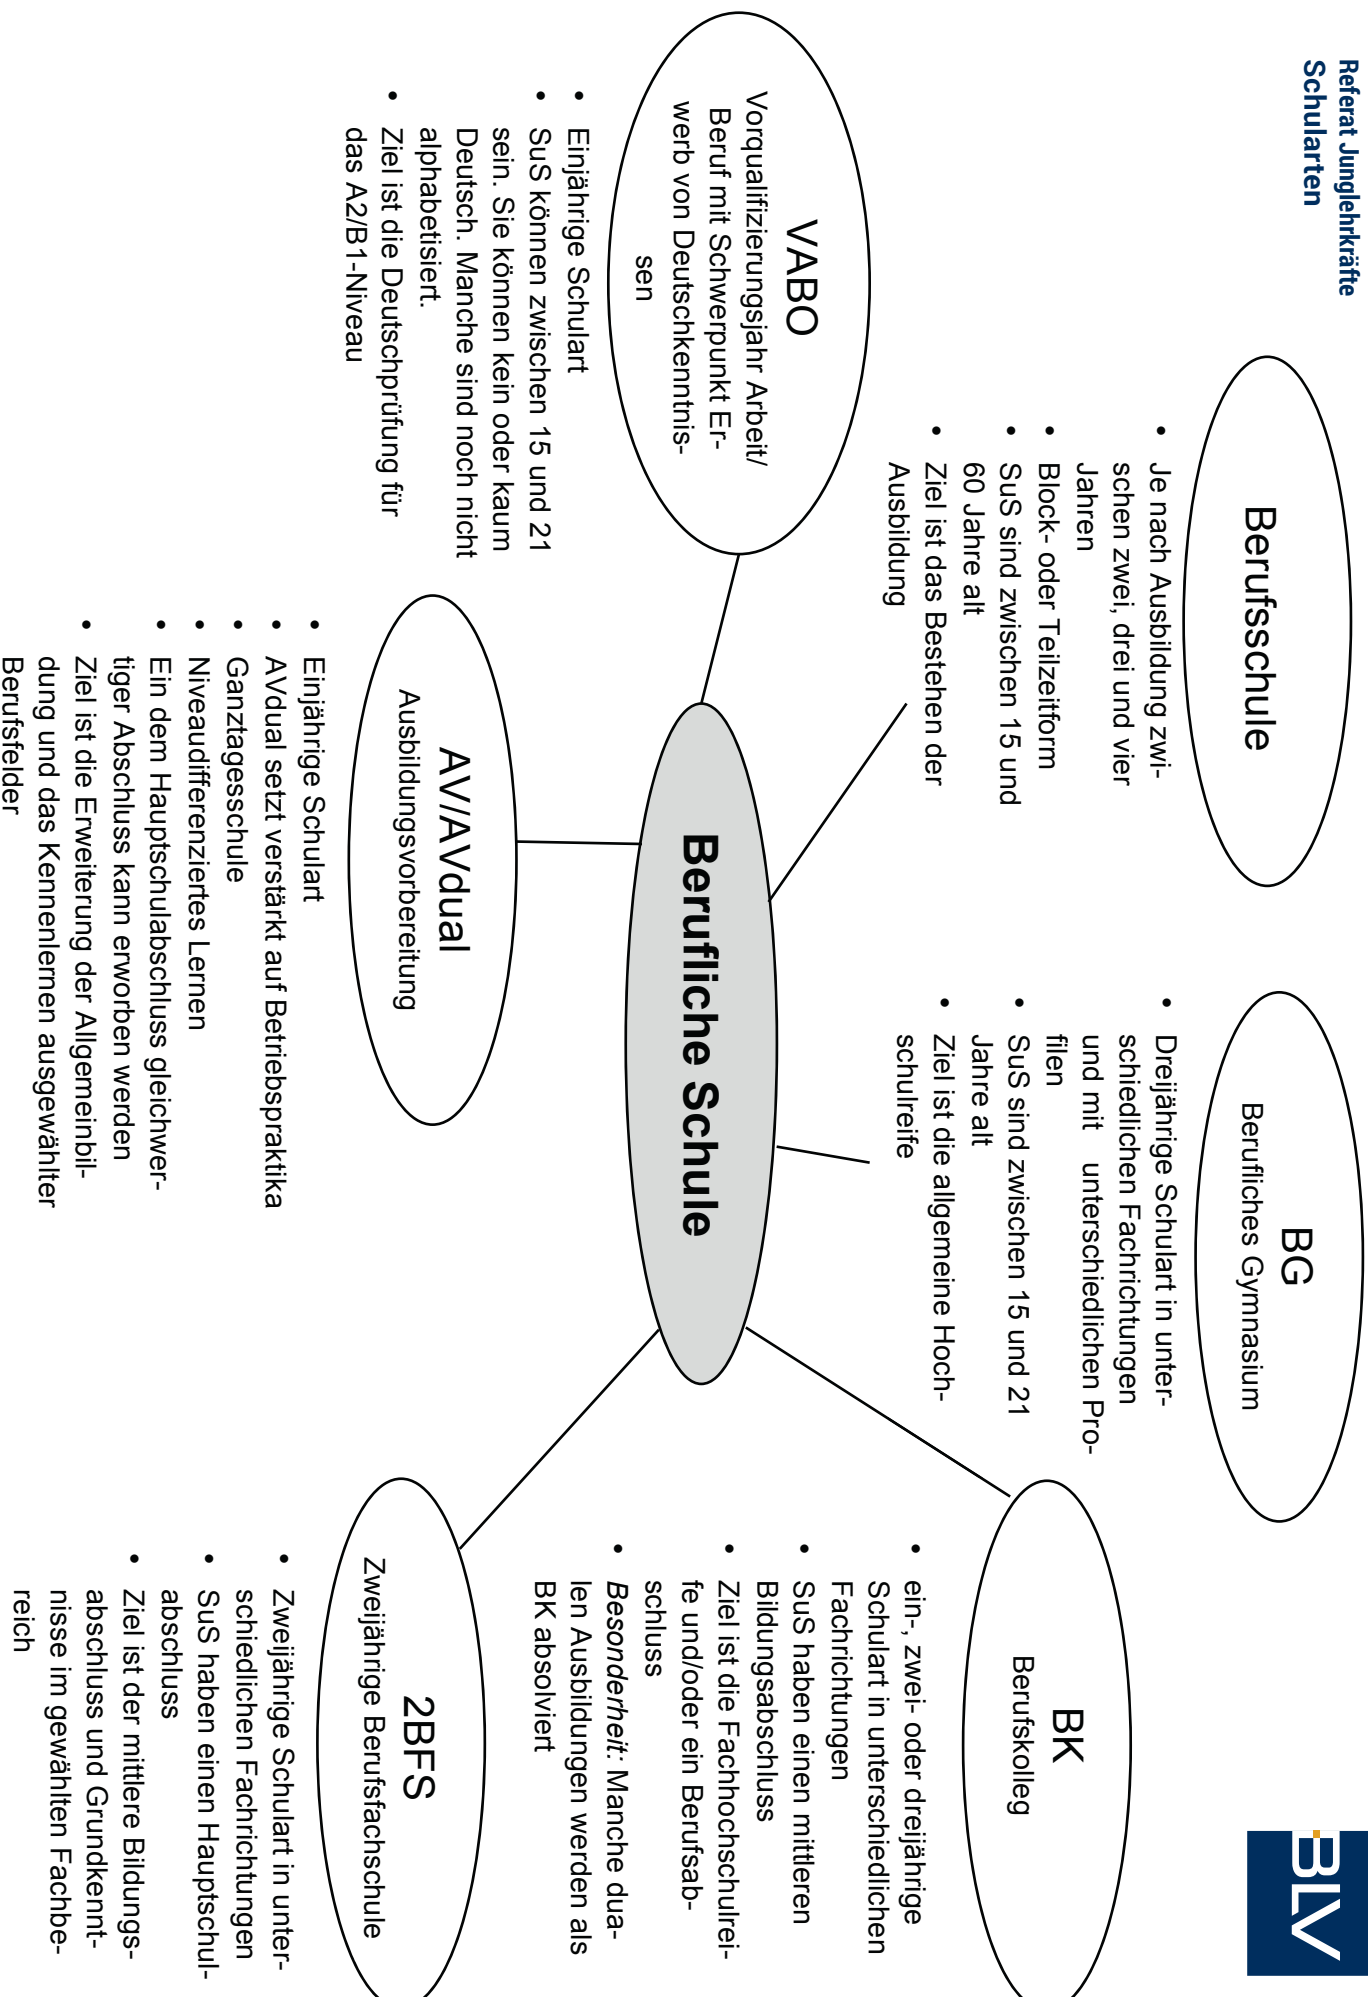 Referat Junglehrkräfte
Schularten
BLV
Berufsschule
• Je nach Ausbildung zwi-
schen zwei, drei und vier
Jahren
• Block- oder Teilzeitform
• SuS sind zwischen 15 und
60 Jahre alt
• Ziel ist das Bestehen der
Ausbildung
BG
Berufliches Gymnasium
• Dreijährige Schulart in unter-
schiedlichen Fachrichtungen
und mit unterschiedlichen Pro-
filen
• SuS sind zwischen 15 und 21
Jahre alt
• Ziel ist die allgemeine Hoch-
schulreife
BK
Berufskolleg
• ein-, zwei- oder dreijährige
Schulart in unterschiedlichen
Fachrichtungen
• SuS haben einen mittleren
Bildungsabschluss
• Ziel ist die Fachhochschulrei-
fe und/oder ein Berufsab-
schluss
• Besonderheit: Manche dua-
len Ausbildungen werden als
BK absolviert
VABO
Vorqualifizierungsjahr Arbeit/
Beruf mit Schwerpunkt Er-
werb von Deutschkenntnis-
sen
• Einjährige Schulart
• SuS können zwischen 15 und 21
sein. Sie können kein oder kaum
Deutsch. Manche sind noch nicht
alphabetisiert.
• Ziel ist die Deutschprüfung für
das A2/B1-Niveau
Berufliche Schule
AV/AVdual
Ausbildungsvorbereitung
• Einjährige Schulart
• AVdual setzt verstärkt auf Betriebspraktika
• Ganztagesschule
• Niveaudifferenziertes Lernen
• Ein dem Hauptschulabschluss gleichwer-
tiger Abschluss kann erworben werden
• Ziel ist die Erweiterung der Allgemeinbil-
dung und das Kennenlernen ausgewählter
Berufsfelder
2BFS
Zweijährige Berufsfachschule
• Zweijährige Schulart in unter-
schiedlichen Fachrichtungen
• SuS haben einen Hauptschul-
abschluss
• Ziel ist der mittlere Bildungs-
abschluss und Grundkennt-
nisse im gewählten Fachbe-
reich